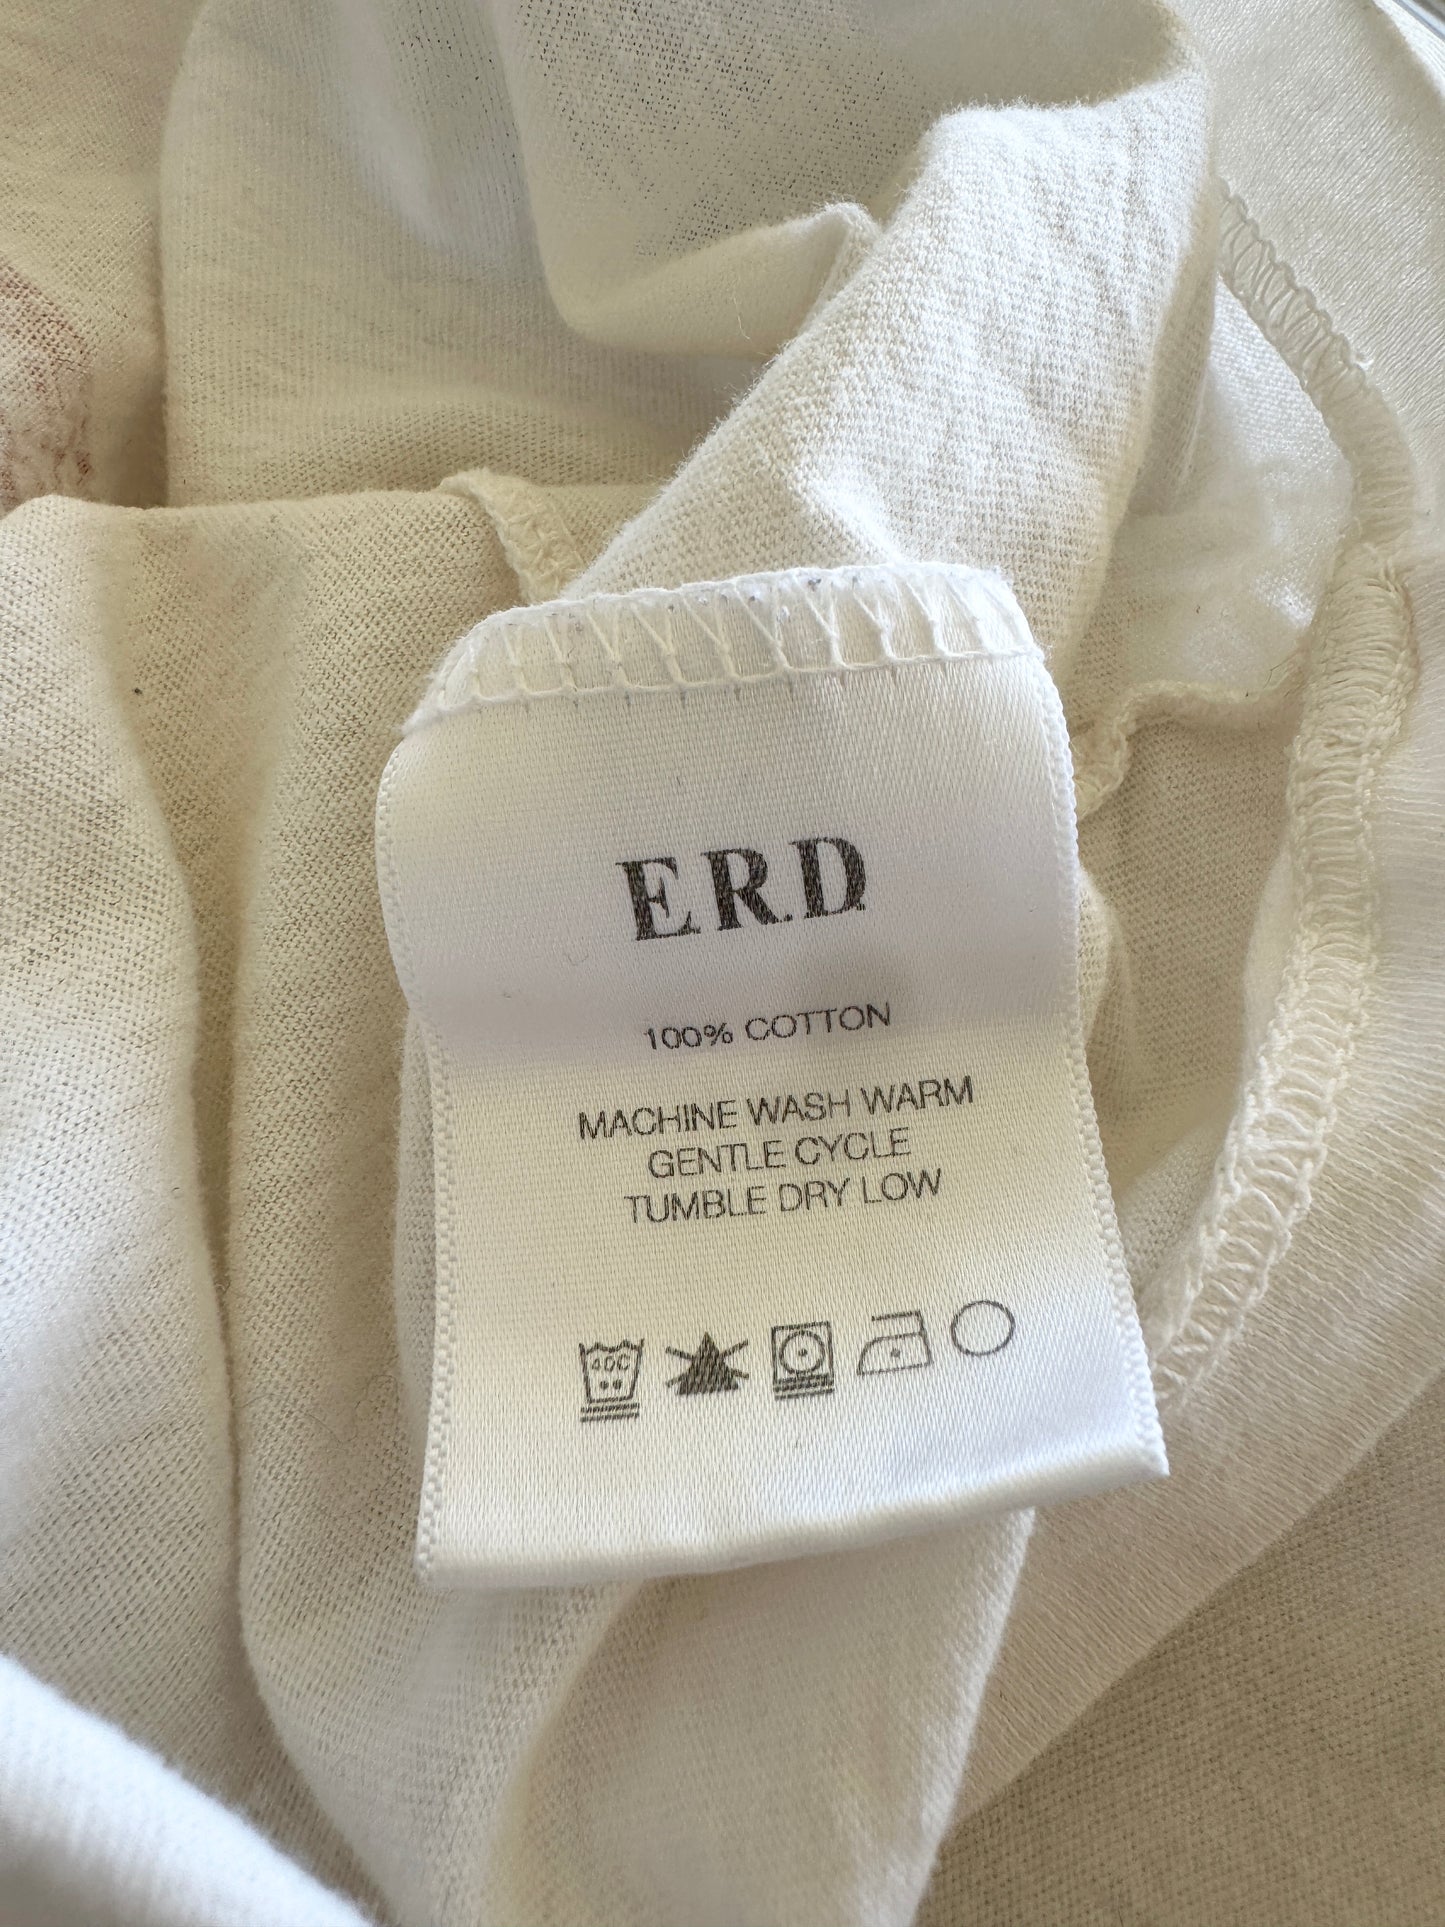 E.R.D.
100% COTTON
MACHINE WASH WARM
GENTLE CYCLE
TUMBLE DRY LOW
40C